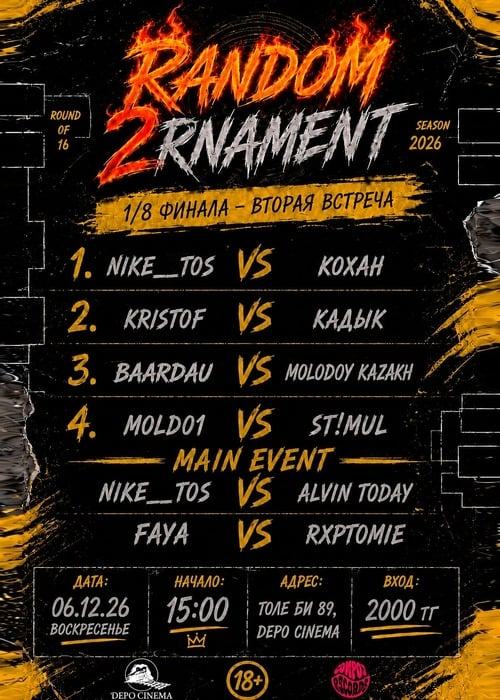 RANDOM
2RNAMENT
ROUND
OF
16
SEASON
2026
1/8 ФИНАЛА – ВТОРАЯ ВСТРЕЧА
1. NIKE__TOS VS КОХАН
2. KRISTOF VS КАДЫК
3. BAARDAU VS MOLODOY KAZAKH
4. MOLDO1 VS ST!MUL
MAIN EVENT
NIKE__TOS VS ALVIN TODAY
FAYA VS RXPTOMIE
ДАТА:
06.12.26
ВОСКРЕСЕНЬЕ
НАЧАЛО:
15:00
АДРЕС:
ТОЛЕ БИ 89,
DEPO CINEMA
ВХОД:
2000 ТГ
DEPO CINEMA
18+